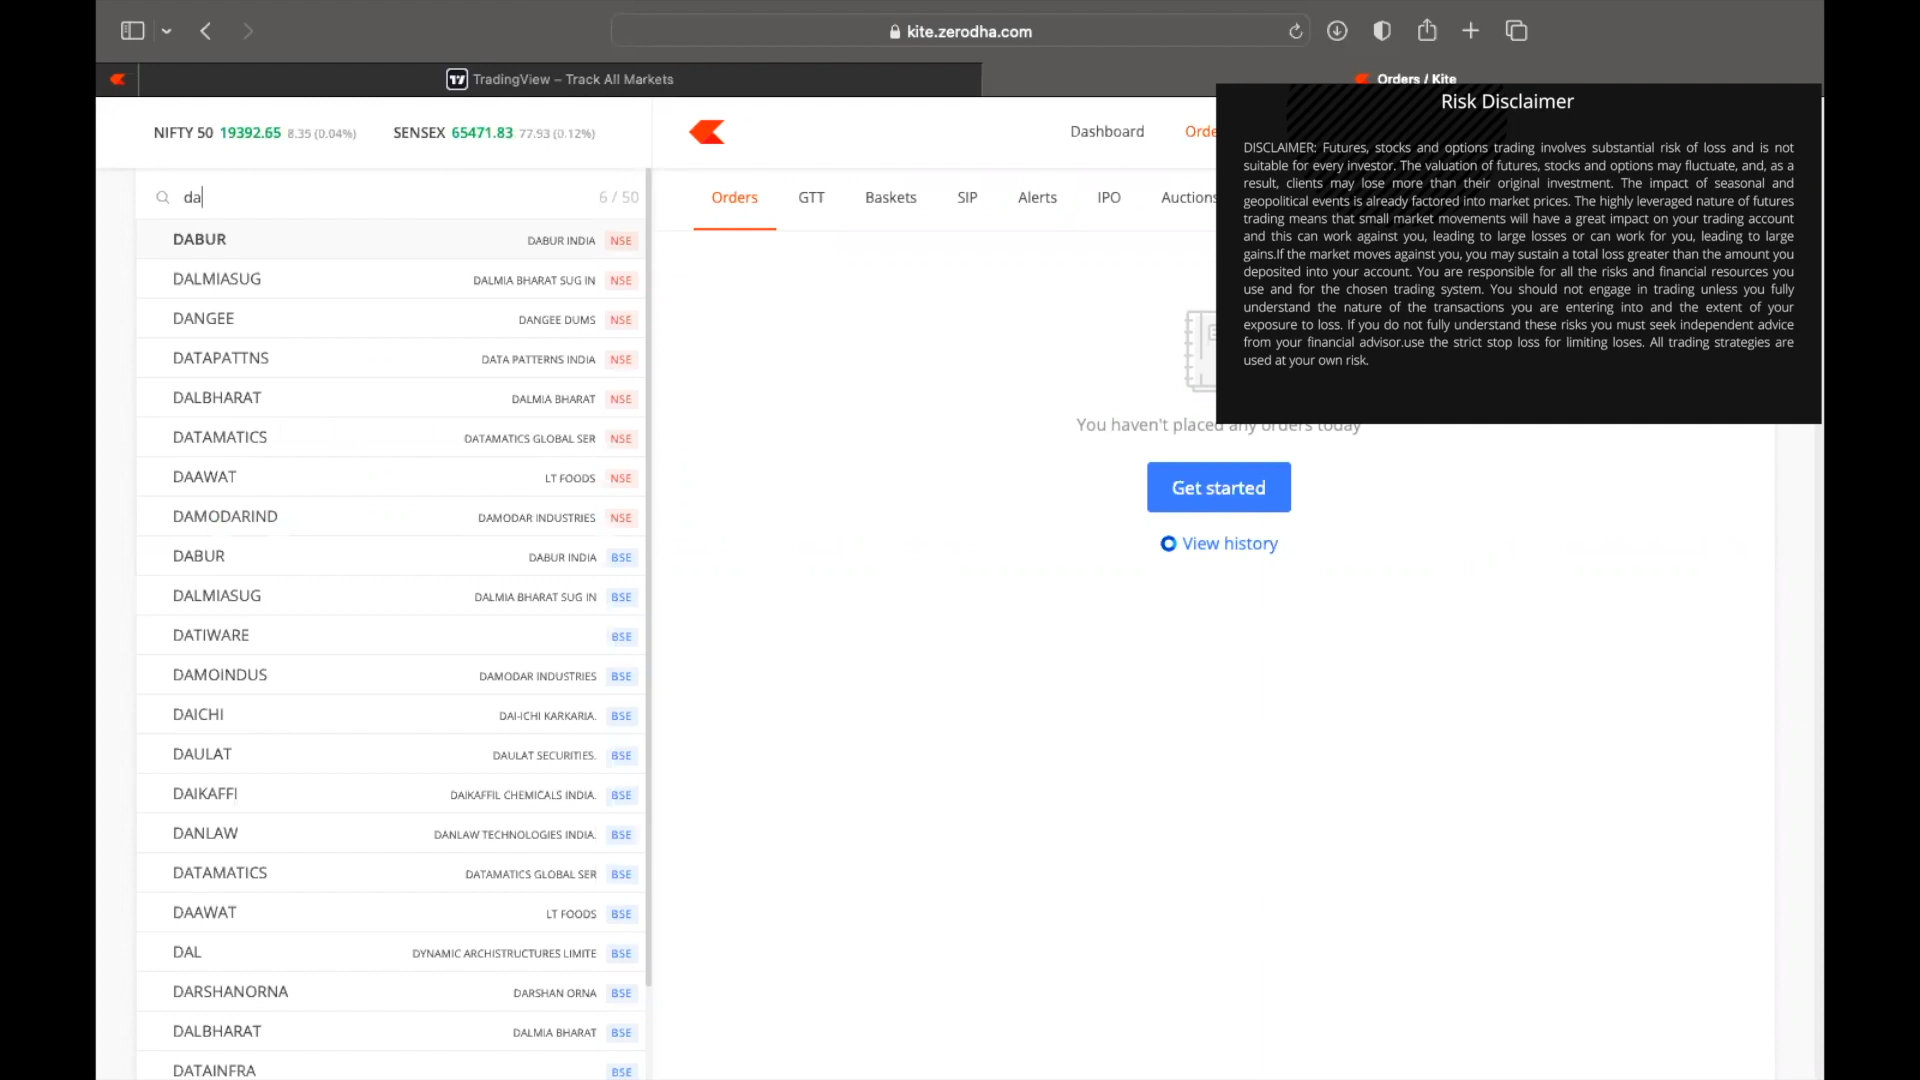 kite.zerodha.com
TradingView – Track All Markets
Orders / Kite
NIFTY 50 19392.65 8.35 (0.04%) SENSEX 65471.83 77.93 (0.12%)
Dashboard Orde
da 6 / 50
Orders GTT Baskets SIP Alerts IPO Auctions
DABUR DABUR INDIA NSE
DALMIASUG DALMIA BHARAT SUG IN NSE
DANGEE DANGEE DUMS NSE
DATAPATTNS DATA PATTERNS INDIA NSE
DALBHARAT DALMIA BHARAT NSE
DATAMATICS DATAMATICS GLOBAL SER NSE
DAAWAT LT FOODS NSE
DAMODARIND DAMODAR INDUSTRIES NSE
DABUR DABUR INDIA BSE
DALMIASUG DALMIA BHARAT SUG IN BSE
DATIWARE BSE
DAMOINDUS DAMODAR INDUSTRIES BSE
DAICHI DAI-ICHI KARKARIA. BSE
DAULAT DAULAT SECURITIES. BSE
DAIKAFFI DAIKAFFIL CHEMICALS INDIA. BSE
DANLAW DANLAW TECHNOLOGIES INDIA. BSE
DATAMATICS DATAMATICS GLOBAL SER BSE
DAAWAT LT FOODS BSE
DAL DYNAMIC ARCHISTRUCTURES LIMITE BSE
DARSHANORNA DARSHAN ORNA BSE
DALBHARAT DALMIA BHARAT BSE
DATAINFRA BSE
You haven't placed any orders today
Get started
View history
Risk Disclaimer
DISCLAIMER: Futures, stocks and options trading involves substantial risk of loss and is not
suitable for every investor. The valuation of futures, stocks and options may fluctuate, and, as a
result, clients may lose more than their original investment. The impact of seasonal and
geopolitical events is already factored into market prices. The highly leveraged nature of futures
trading means that small market movements will have a great impact on your trading account
and this can work against you, leading to large losses or can work for you, leading to large
gains.If the market moves against you, you may sustain a total loss greater than the amount you
deposited into your account. You are responsible for all the risks and financial resources you
use and for the chosen trading system. You should not engage in trading unless you fully
understand the nature of the transactions you are entering into and the extent of your
exposure to loss. If you do not fully understand these risks you must seek independent advice
from your financial advisor.use the strict stop loss for limiting loses. All trading strategies are
used at your own risk.